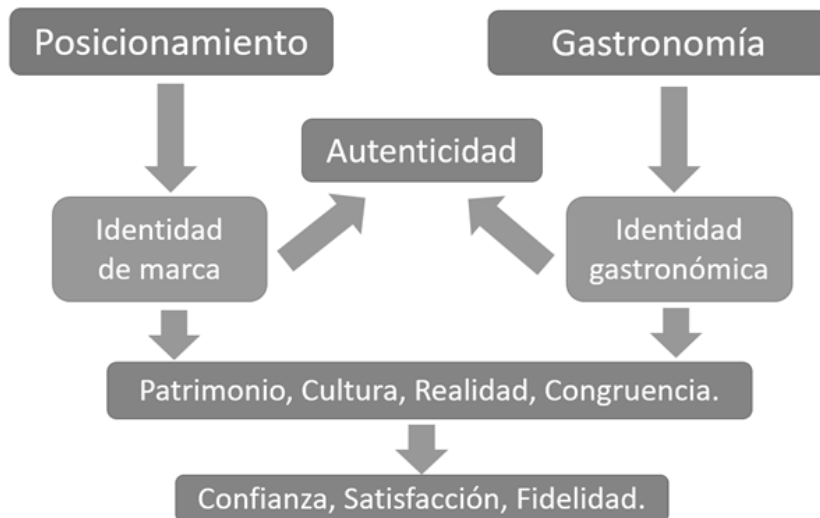 Posicionamiento
Gastronomía
Autenticidad
Identidad
de marca
Identidad
gastronómica
Patrimonio, Cultura, Realidad, Congruencia.
Confianza, Satisfacción, Fidelidad.